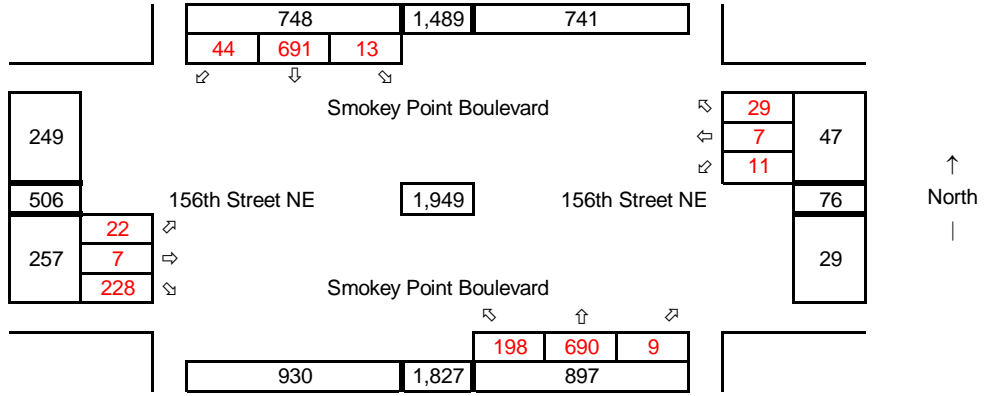 748 1,489 741
44 691 13
⬃ ⇩ ⬂
Smokey Point Boulevard ⬁ 29
249 ⇦ 7 47
⬃ 11 ↑
506 156th Street NE 1,949 156th Street NE 76 North
22 ⬀ |
257 7 ⇨ 29
228 ⬂ Smokey Point Boulevard
⬁ ⇧ ⬀
198 690 9
930 1,827 897